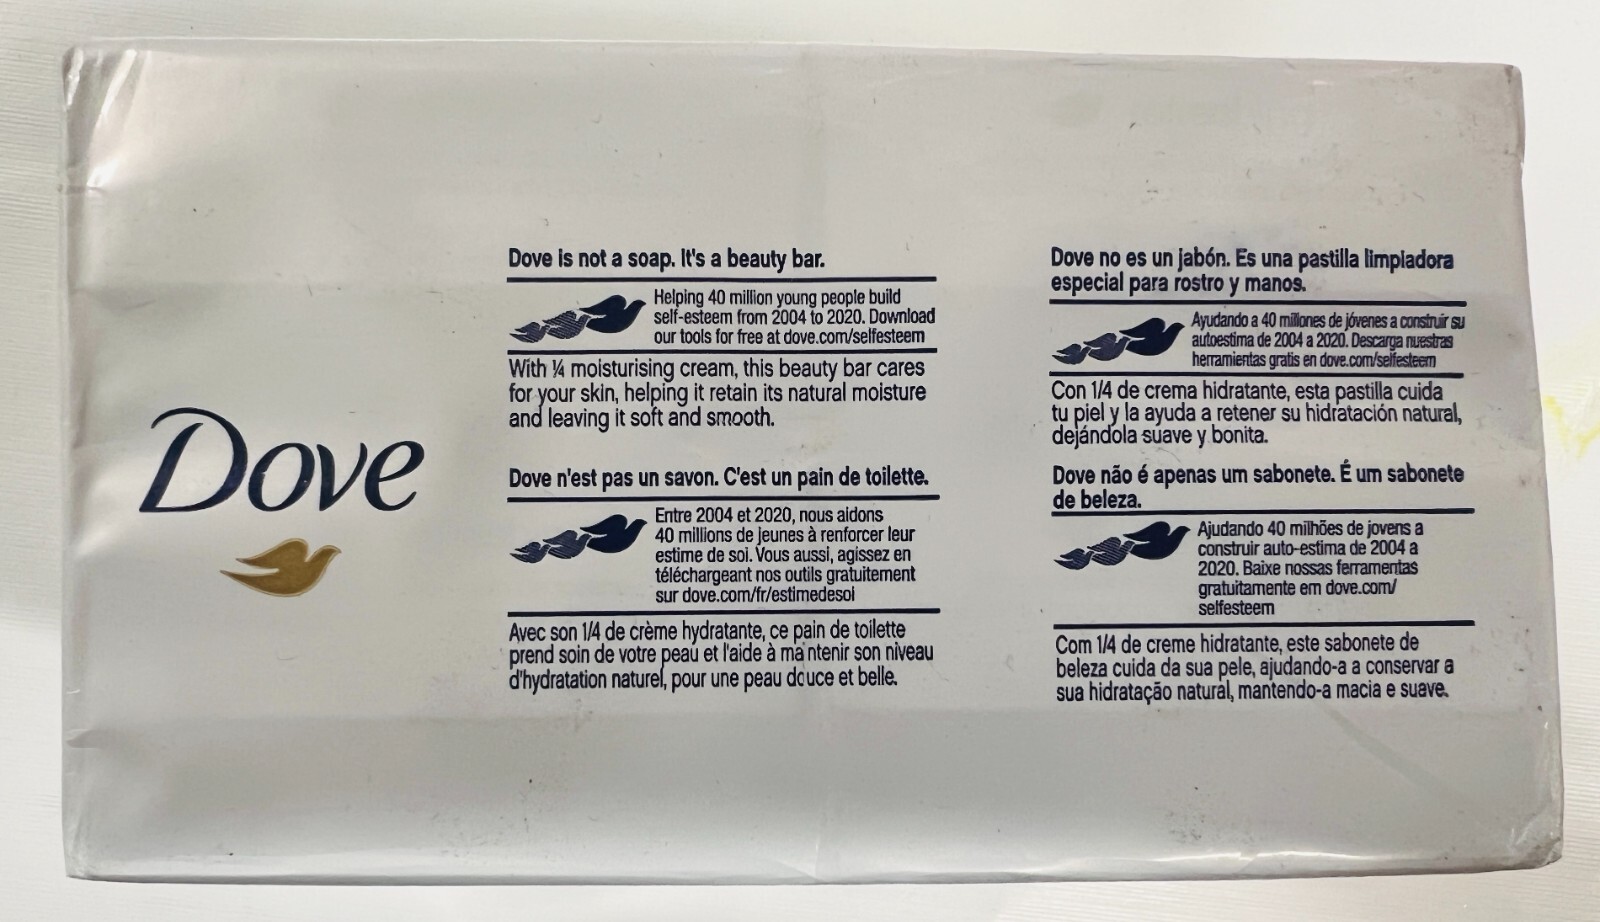 Dove
Dove is not a soap. It's a beauty bar.
Helping 40 million young people build
self-esteem from 2004 to 2020. Download
our tools for free at dove.com/selfesteem
With ¼ moisturising cream, this beauty bar cares
for your skin, helping it retain its natural moisture
and leaving it soft and smooth.
Dove n'est pas un savon. C'est un pain de toilette.
Entre 2004 et 2020, nous aidons
40 millions de jeunes à renforcer leur
estime de soi. Vous aussi, agissez en
téléchargeant nos outils gratuitement
sur dove.com/fr/estimedesoi
Avec son 1/4 de crème hydratante, ce pain de toilette
prend soin de votre peau et l'aide à maintenir son niveau
d'hydratation naturel, pour une peau douce et belle.
Dove no es un jabón. Es una pastilla limpiadora
especial para rostro y manos.
Ayudando a 40 millones de jóvenes a construir su
autoestima de 2004 a 2020. Descarga nuestras
herramientas gratis en dove.com/selfesteem
Con 1/4 de crema hidratante, esta pastilla cuida
tu piel y la ayuda a retener su hidratación natural,
dejándola suave y bonita.
Dove não é apenas um sabonete. É um sabonete
de beleza.
Ajudando 40 milhões de jovens a
construir auto-estima de 2004 a
2020. Baixe nossas ferramentas
gratuitamente em dove.com/
selfesteem
Com 1/4 de creme hidratante, este sabonete de
beleza cuida da sua pele, ajudando-a a conservar a
sua hidratação natural, mantendo-a macia e suave.